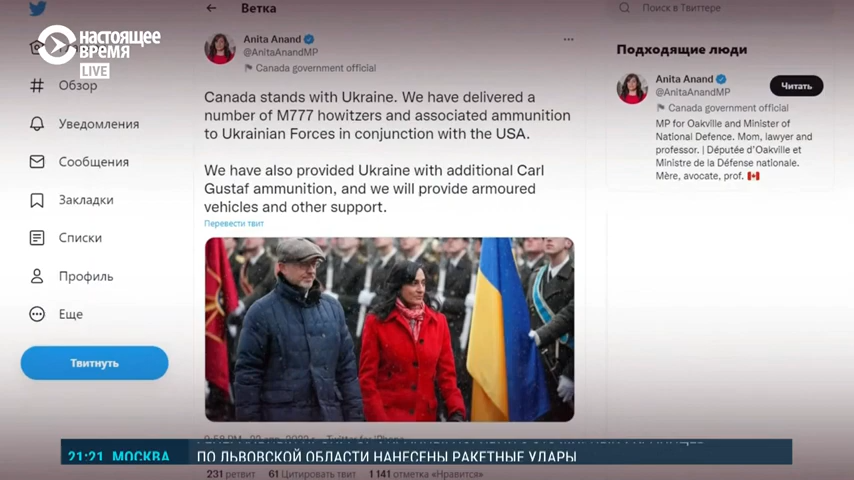 НАСТОЯЩЕЕ
ВРЕМЯ
LIVE
Обзор
Уведомления
Сообщения
Закладки
Списки
Профиль
Еще
Твитнуть
Ветка
Anita Anand
@AnitaAnandMP
Canada government official
Canada stands with Ukraine. We have delivered a
number of M777 howitzers and associated ammunition
to Ukrainian Forces in conjunction with the USA.
We have also provided Ukraine with additional Carl
Gustaf ammunition, and we will provide armoured
vehicles and other support.
Перевести твит
231 ретвит 61 Цитировать твит 1 141 отметка «Нравится»
Поиск в Твиттере
Подходящие люди
Anita Anand
@AnitaAnandMP
Читать
Canada government official
MP for Oakville and Minister of
National Defence. Mom, lawyer and
professor. | Députée d'Oakville et
Ministre de la Défense nationale.
Mère, avocate, prof. 🇨🇦
21:21 МОСКВА
ПО ЛЬВОВСКОЙ ОБЛАСТИ НАНЕСЕНЫ РАКЕТНЫЕ УДАРЫ